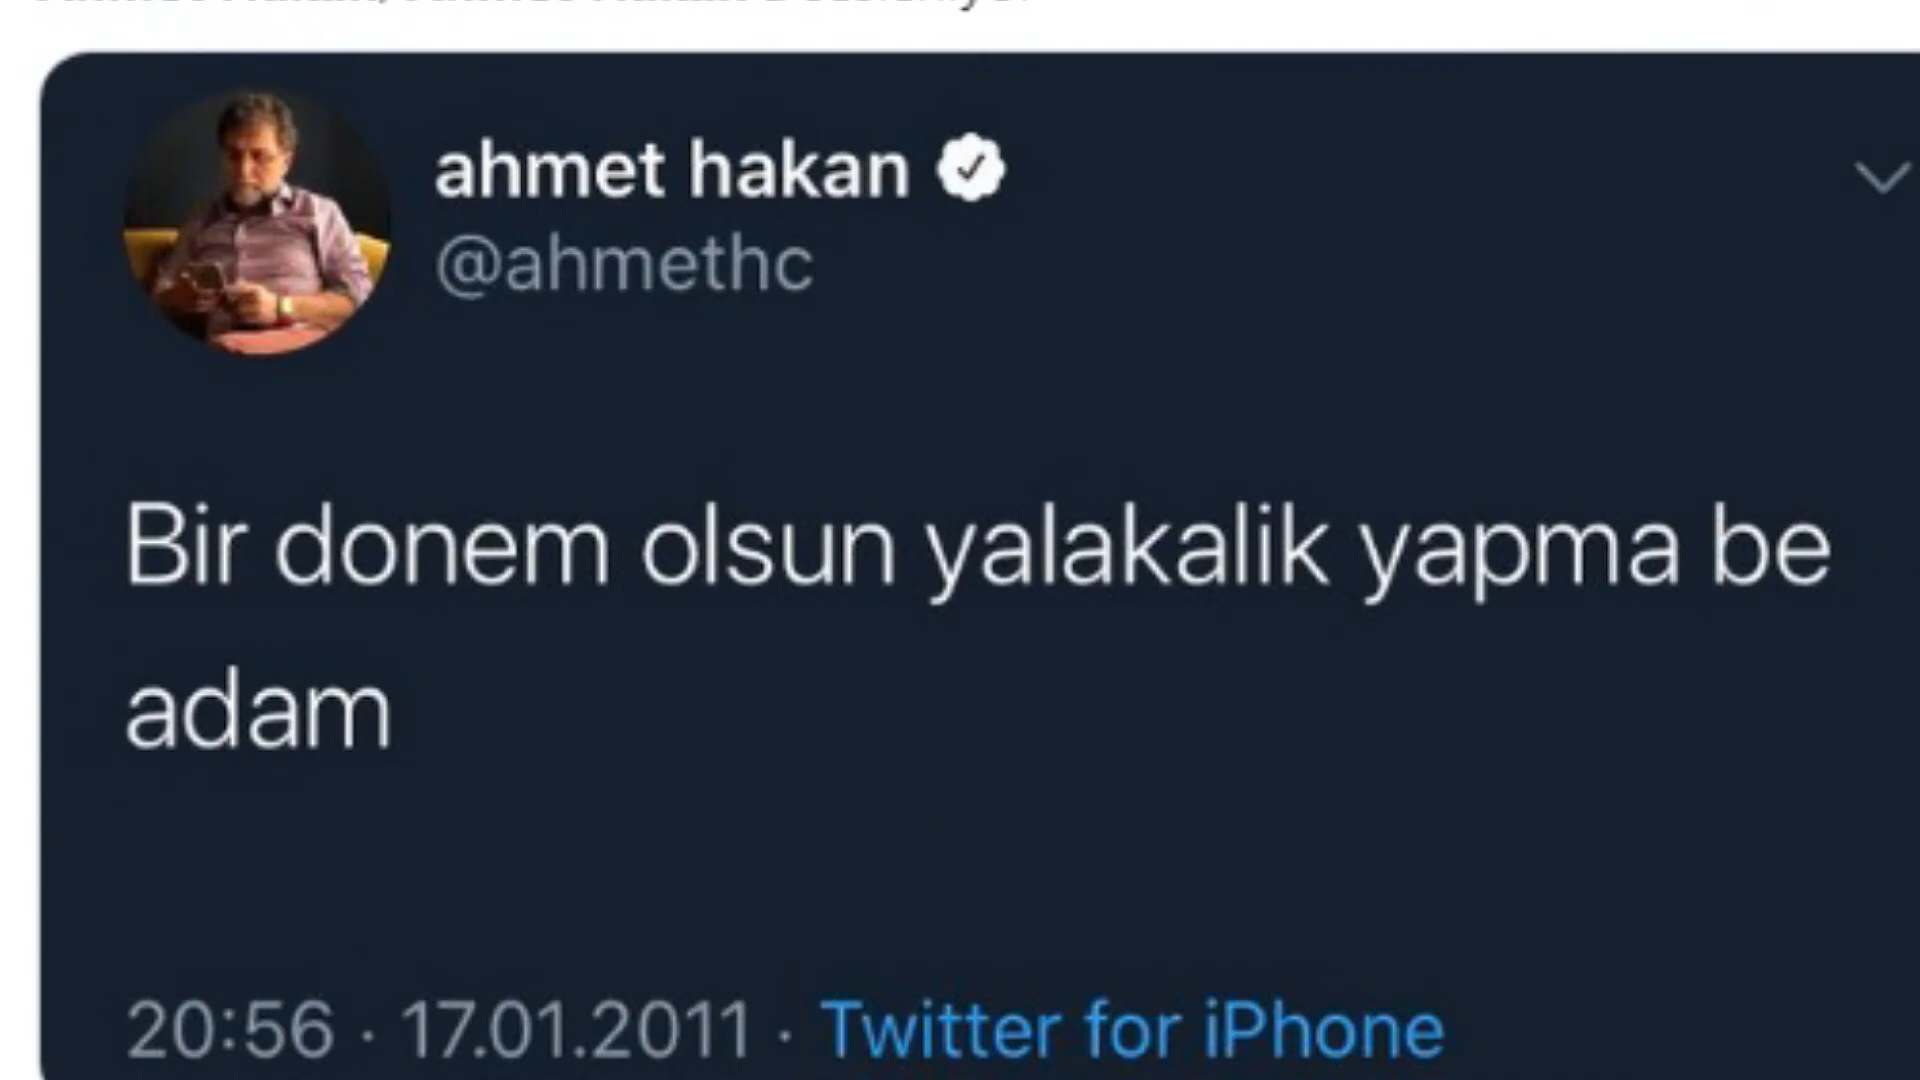 ahmet hakan
@ahmethc
Bir donem olsun yalakalik yapma be
adam
20:56 · 17.01.2011 · Twitter for iPhone